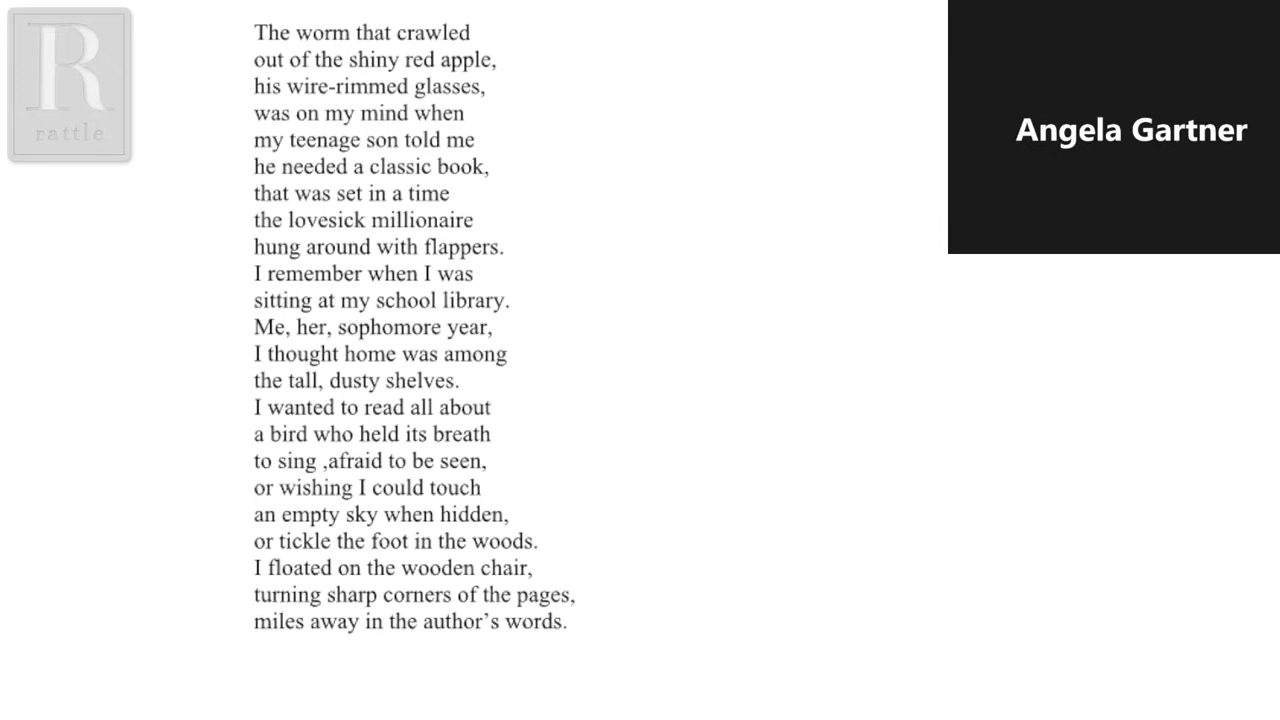 R
rattle
Angela Gartner
The worm that crawled
out of the shiny red apple,
his wire-rimmed glasses,
was on my mind when
my teenage son told me
he needed a classic book,
that was set in a time
the lovesick millionaire
hung around with flappers.
I remember when I was
sitting at my school library.
Me, her, sophomore year,
I thought home was among
the tall, dusty shelves.
I wanted to read all about
a bird who held its breath
to sing ,afraid to be seen,
or wishing I could touch
an empty sky when hidden,
or tickle the foot in the woods.
I floated on the wooden chair,
turning sharp corners of the pages,
miles away in the author’s words.